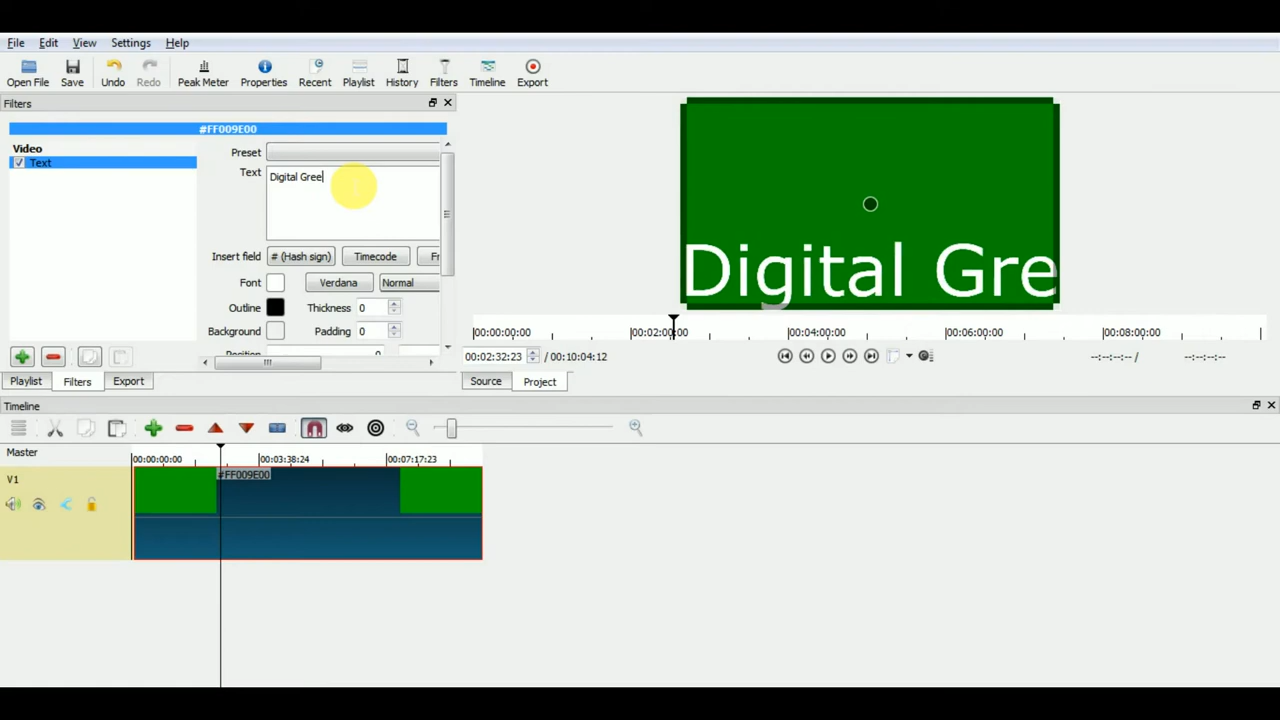 File Edit View Settings Help
Open File Save Undo Redo Peak Meter Properties Recent Playlist History Filters Timeline Export
Filters
#FF009E00
Video
Text
Preset
Text Digital Gree
Insert field # (Hash sign) Timecode Fr
Font Verdana Normal
Outline Thickness 0
Background Padding 0
Digital Gre
00:00:00:00 00:02:00:00 00:04:00:00 00:06:00:00 00:08:00:00
00:02:32:23 / 00:10:04:12 --:--:--:-- / --:--:--:--
Playlist Filters Export
Source Project
Timeline
Master
00:00:00:00 00:03:38:24 00:07:17:23
V1
#FF009E00